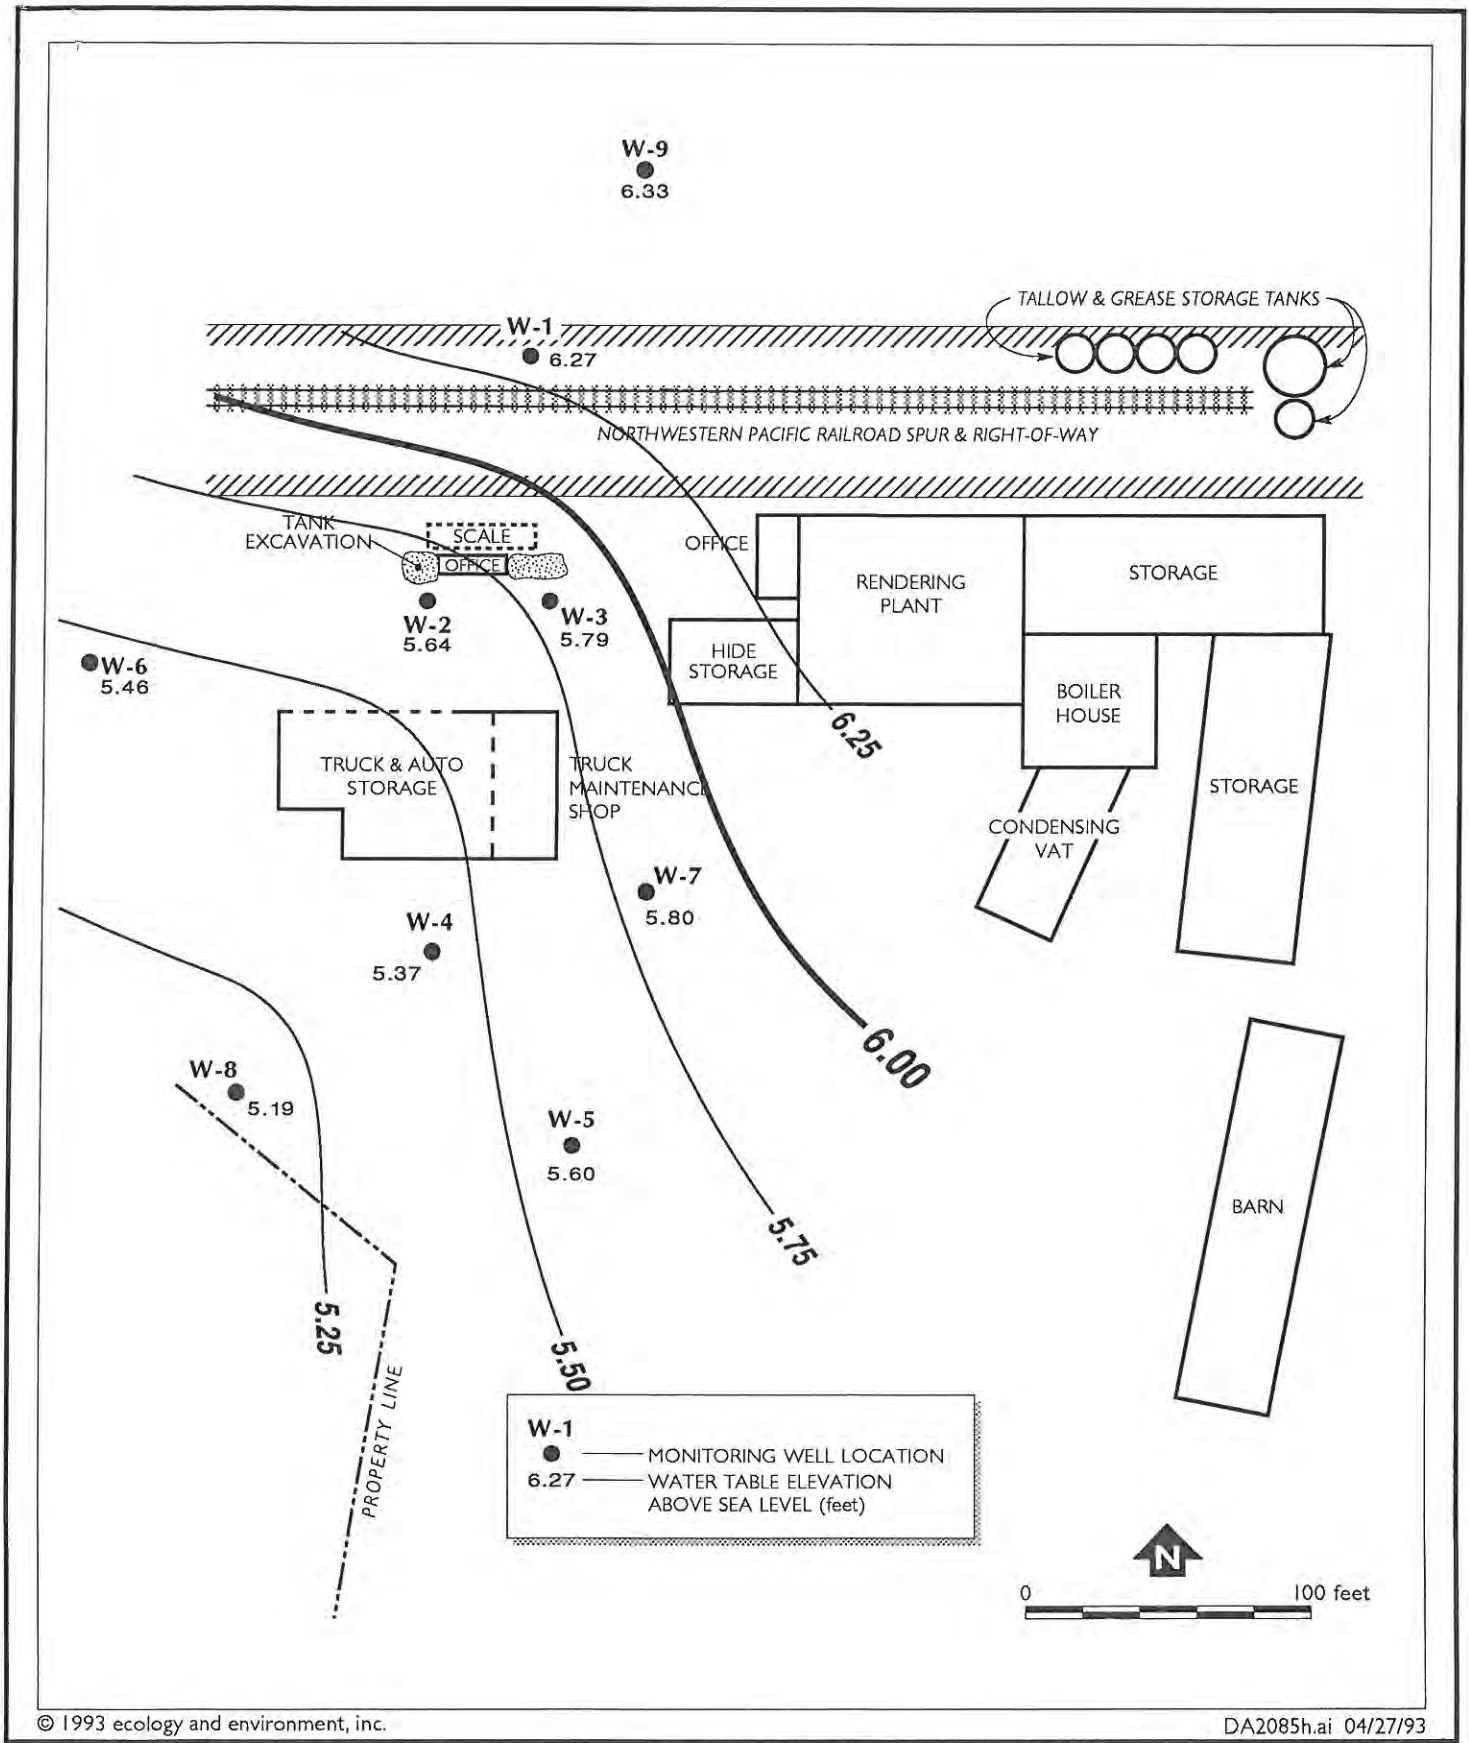 W-9
6.33
TALLOW & GREASE STORAGE TANKS
W-1
6.27
NORTHWESTERN PACIFIC RAILROAD SPUR & RIGHT-OF-WAY
TANK
EXCAVATION
SCALE
OFFICE
OFFICE
RENDERING
PLANT
STORAGE
W-2
5.64
W-3
5.79
HIDE
STORAGE
W-6
5.46
BOILER
HOUSE
6.25
TRUCK & AUTO
STORAGE
TRUCK
MAINTENANCE
SHOP
STORAGE
CONDENSING
VAT
W-7
5.80
W-4
5.37
6.00
W-8
5.19
W-5
5.60
BARN
5.75
5.25
5.50
PROPERTY LINE
W-1
MONITORING WELL LOCATION
6.27
WATER TABLE ELEVATION
ABOVE SEA LEVEL (feet)
N
0
100 feet
© 1993 ecology and environment, inc.
DA2085h.ai 04/27/93